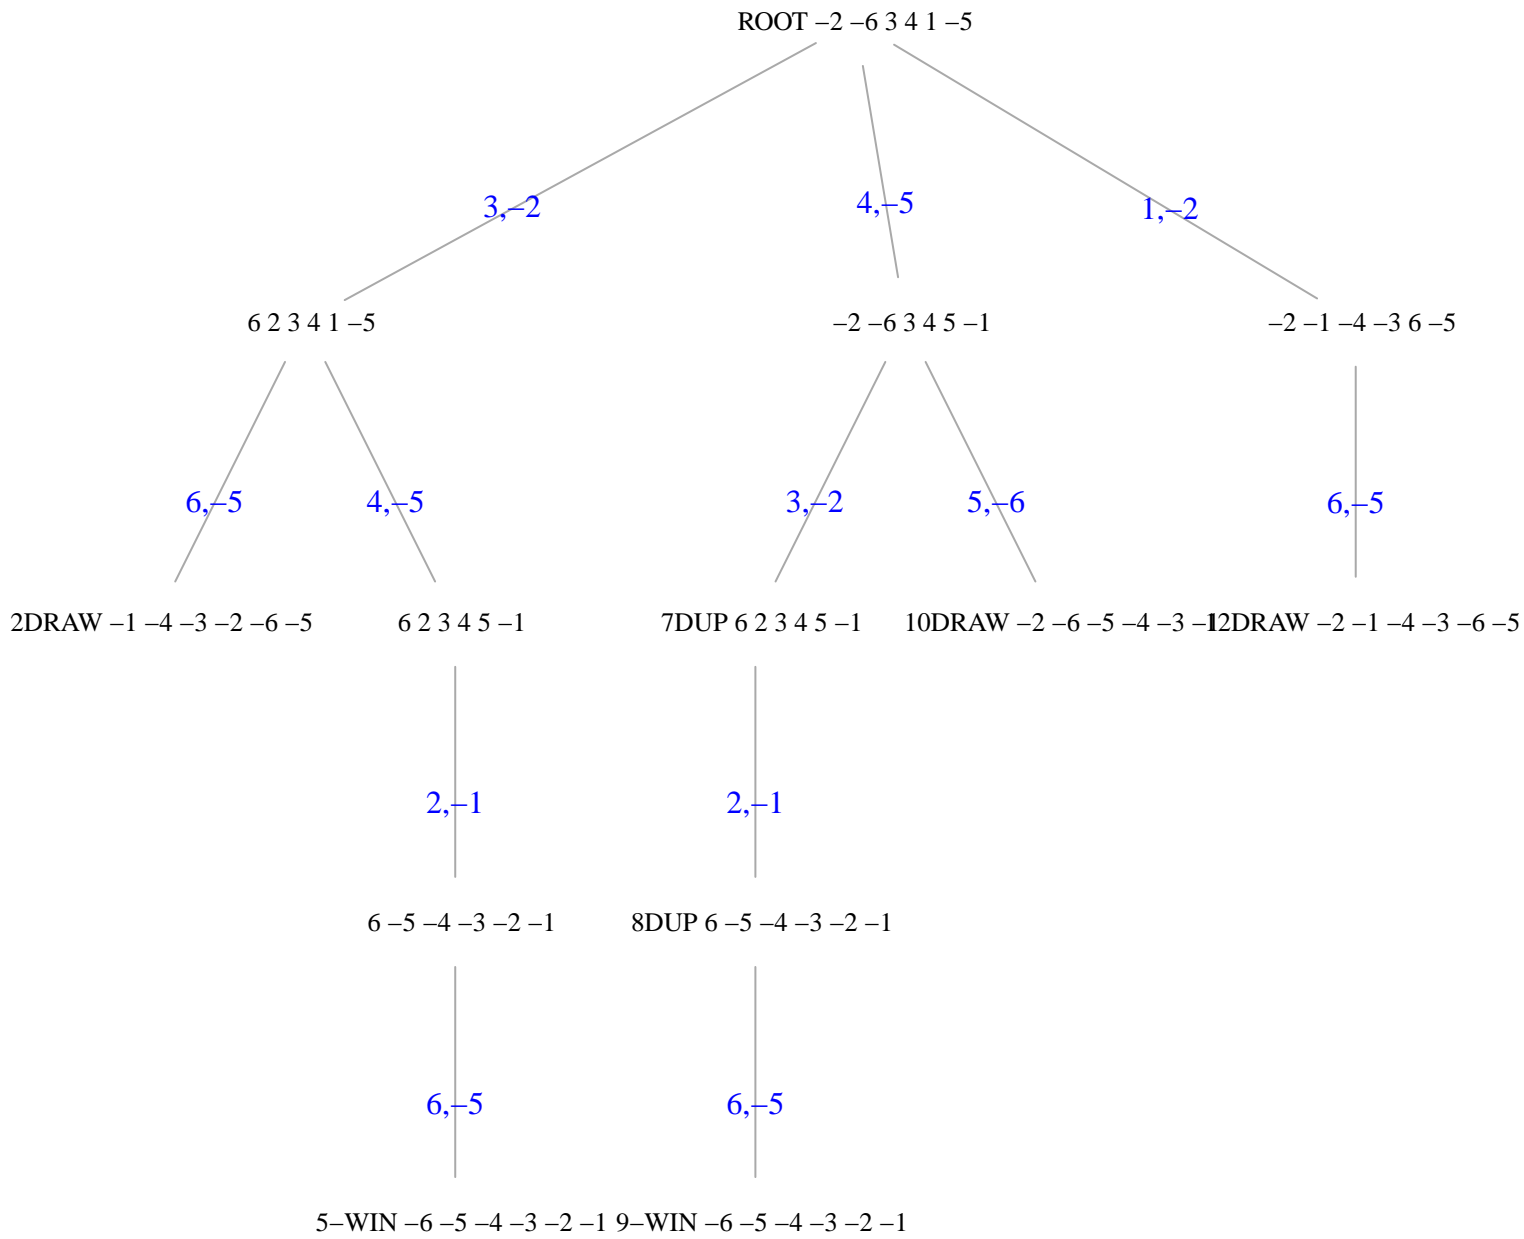 ROOT –2 –6 3 4 1 –5
3,–2
4,–5
1,–2
6 2 3 4 1 –5
–2 –6 3 4 5 –1
–2 –1 –4 –3 6 –5
6,–5
4,–5
3,–2
5,–6
6,–5
2DRAW –1 –4 –3 –2 –6 –5
6 2 3 4 5 –1
7DUP 6 2 3 4 5 –1
10DRAW –2 –6 –5 –4 –3 –1
12DRAW –2 –1 –4 –3 –6 –5
2,–1
2,–1
6 –5 –4 –3 –2 –1
8DUP 6 –5 –4 –3 –2 –1
6,–5
6,–5
5–WIN –6 –5 –4 –3 –2 –1
9–WIN –6 –5 –4 –3 –2 –1